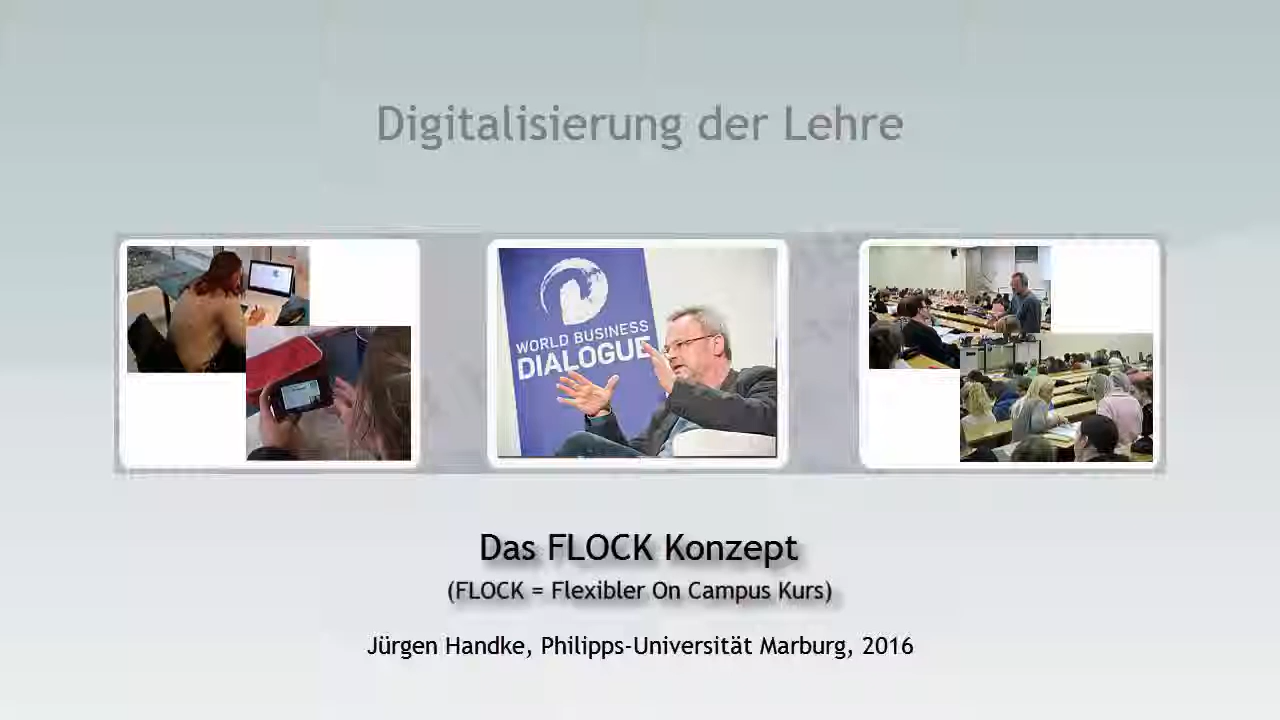 Digitalisierung der Lehre
WORLD BUSINESS
DIALOGUE
Das FLOCK Konzept
(FLOCK = Flexibler On Campus Kurs)
Jürgen Handke, Philipps-Universität Marburg, 2016